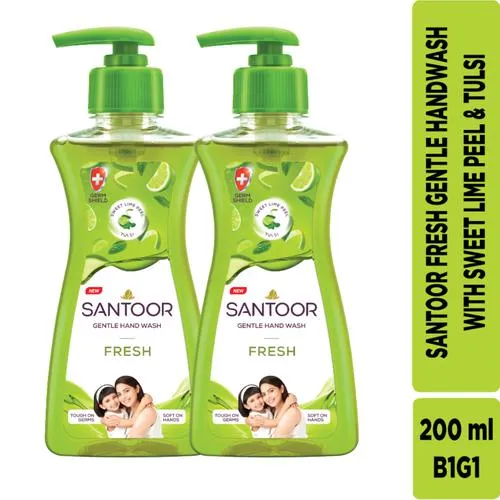 GERM
SHIELD
SWEET LIME PEEL
TULSI
NEW
SANTOOR
GENTLE HAND WASH
FRESH
TOUGH ON
GERMS
SOFT ON
HANDS
GERM
SHIELD
SWEET LIME PEEL
TULSI
NEW
SANTOOR
GENTLE HAND WASH
FRESH
TOUGH ON
GERMS
SOFT ON
HANDS
SANTOOR FRESH GENTLE HANDWASH
WITH SWEET LIME PEEL & TULSI
200 ml
B1G1